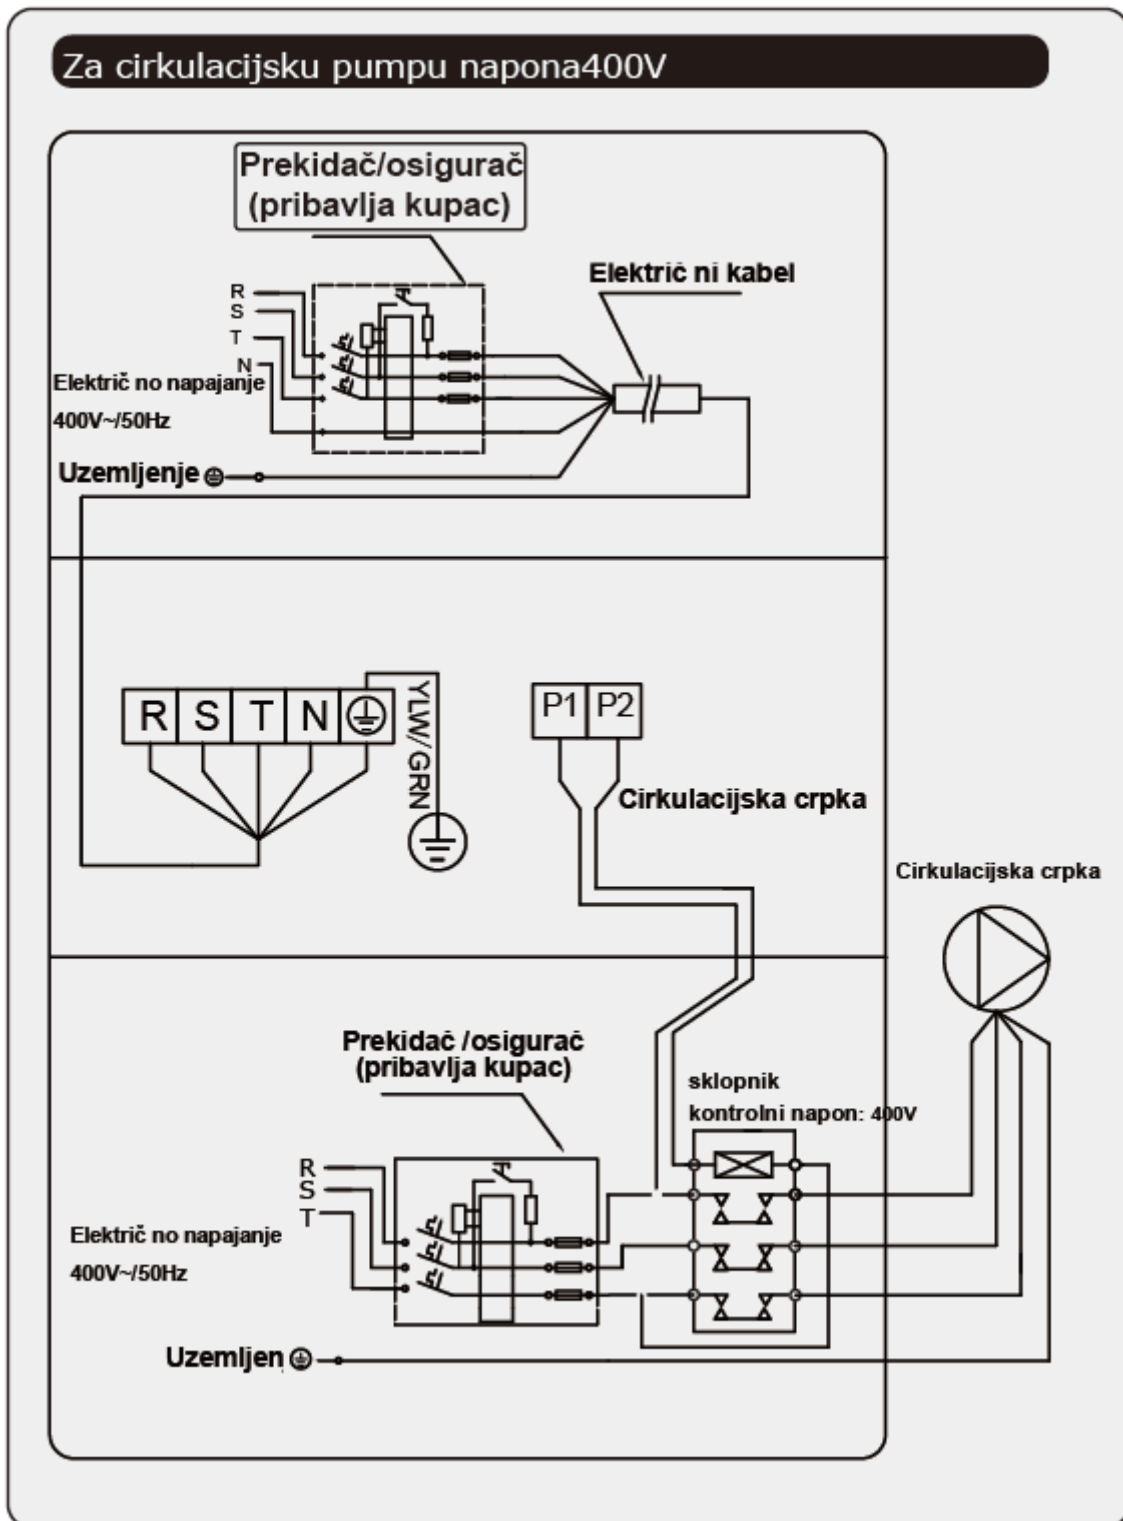 Za cirkulacijsku pumpu napona400V
Prekidač/osigurač
(pribavlja kupac)
Električ ni kabel
R
S
T
N
Električ no napajanje
400V~/50Hz
Uzemljenje
R S T N
YLW/GRN
P1 P2
Cirkulacijska crpka
Cirkulacijska crpka
Prekidač /osigurač
(pribavlja kupac)
sklopnik
kontrolni napon: 400V
R
S
T
Električ no napajanje
400V~/50Hz
Uzemljen